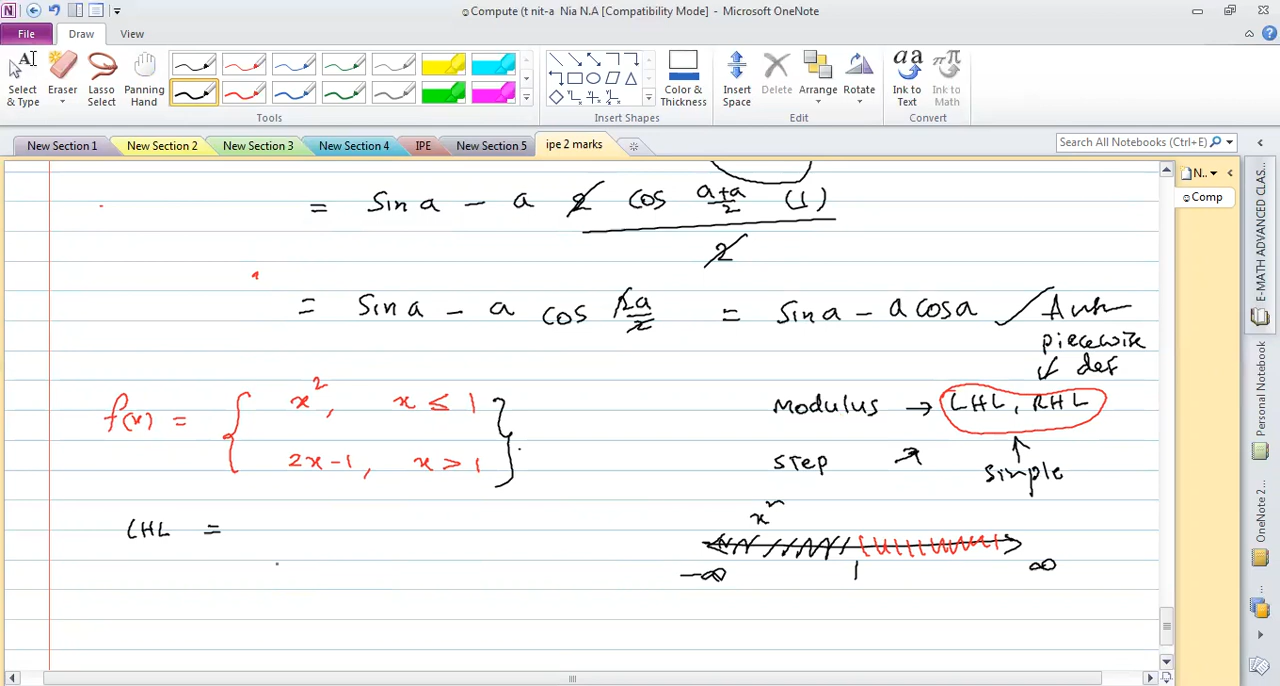 Compute (t nit-a Nia N.A [Compatibility Mode] - Microsoft OneNote
File Draw View
Select & Type Eraser Lasso Select Panning Hand Color & Thickness Insert Space Delete Arrange Rotate Ink to Text Ink to Math
Tools Insert Shapes Edit Convert
New Section 1 New Section 2 New Section 3 New Section 4 IPE New Section 5 ipe 2 marks Search All Notebooks (Ctrl+E)
N..
Comp
E-MATH ADVANCED CLAS...
Personal Notebook
OneNote 2...
= Sin a - a 2 cos a+a/2 (1)
2
= Sin a - a cos 2a/2 = Sin a - a cos a
piecewise
def
f(x) = { x², x ≤ 1
2x-1, x > 1 }
Modulus → LHL, RHL
step ↗ simple
LHL =
x²
-∞ 1 ∞